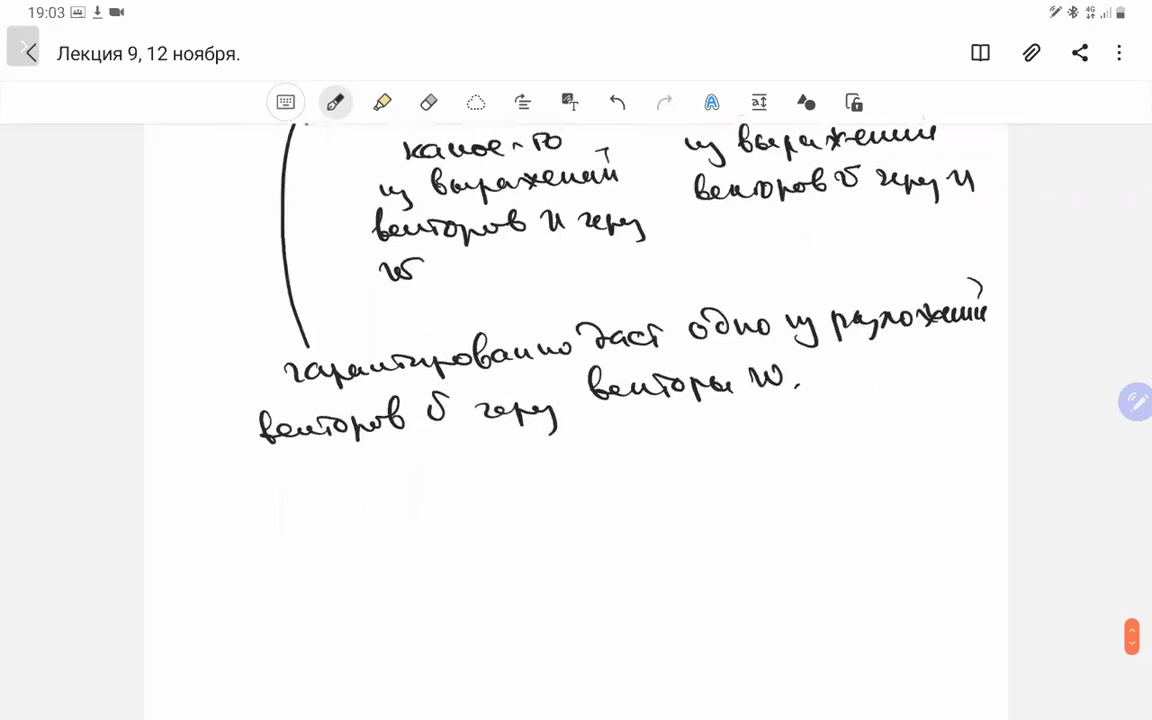 19:03
4G
Лекция 9, 12 ноября.
какое-то
из выражений
векторов u через
w
из выражений
векторов v через u
гарантированно даст одно из разложений
векторов v через векторы w.